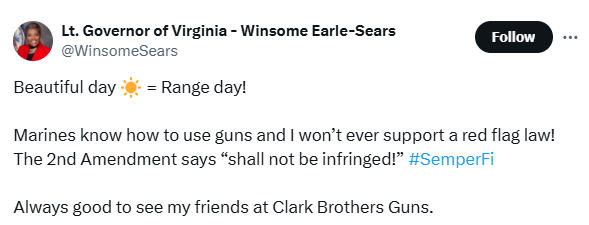 Lt. Governor of Virginia - Winsome Earle-Sears
@WinsomeSears
Follow
Beautiful day ☀️ = Range day!
Marines know how to use guns and I won’t ever support a red flag law!
The 2nd Amendment says “shall not be infringed!” #SemperFi
Always good to see my friends at Clark Brothers Guns.